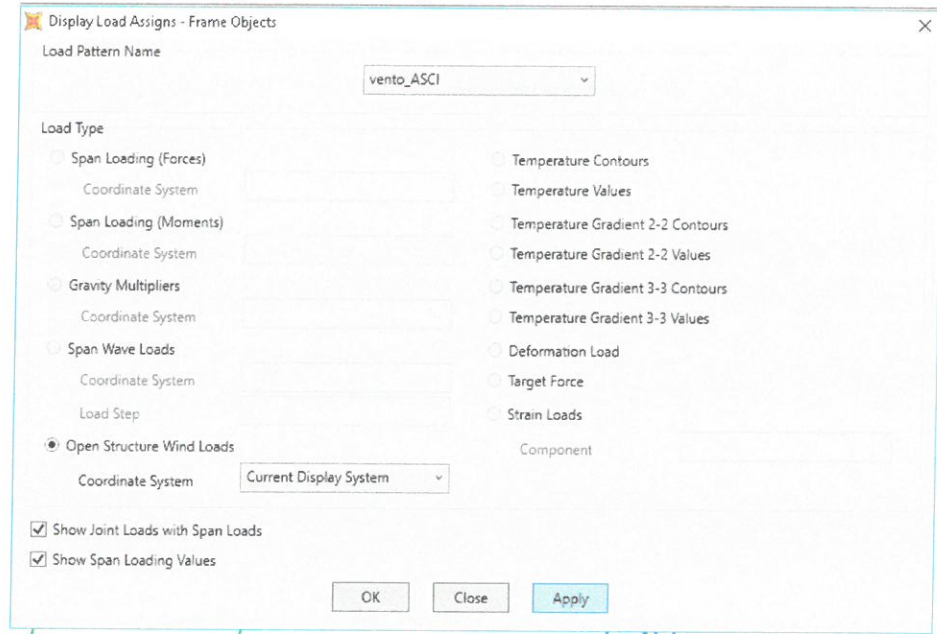 Display Load Assigns - Frame Objects
Load Pattern Name
vento_ASCI
Load Type
Span Loading (Forces)
Coordinate System
Span Loading (Moments)
Coordinate System
Gravity Multipliers
Coordinate System
Span Wave Loads
Coordinate System
Load Step
Open Structure Wind Loads
Coordinate System
Current Display System
Temperature Contours
Temperature Values
Temperature Gradient 2-2 Contours
Temperature Gradient 2-2 Values
Temperature Gradient 3-3 Contours
Temperature Gradient 3-3 Values
Deformation Load
Target Force
Strain Loads
Component
Show Joint Loads with Span Loads
Show Span Loading Values
OK
Close
Apply